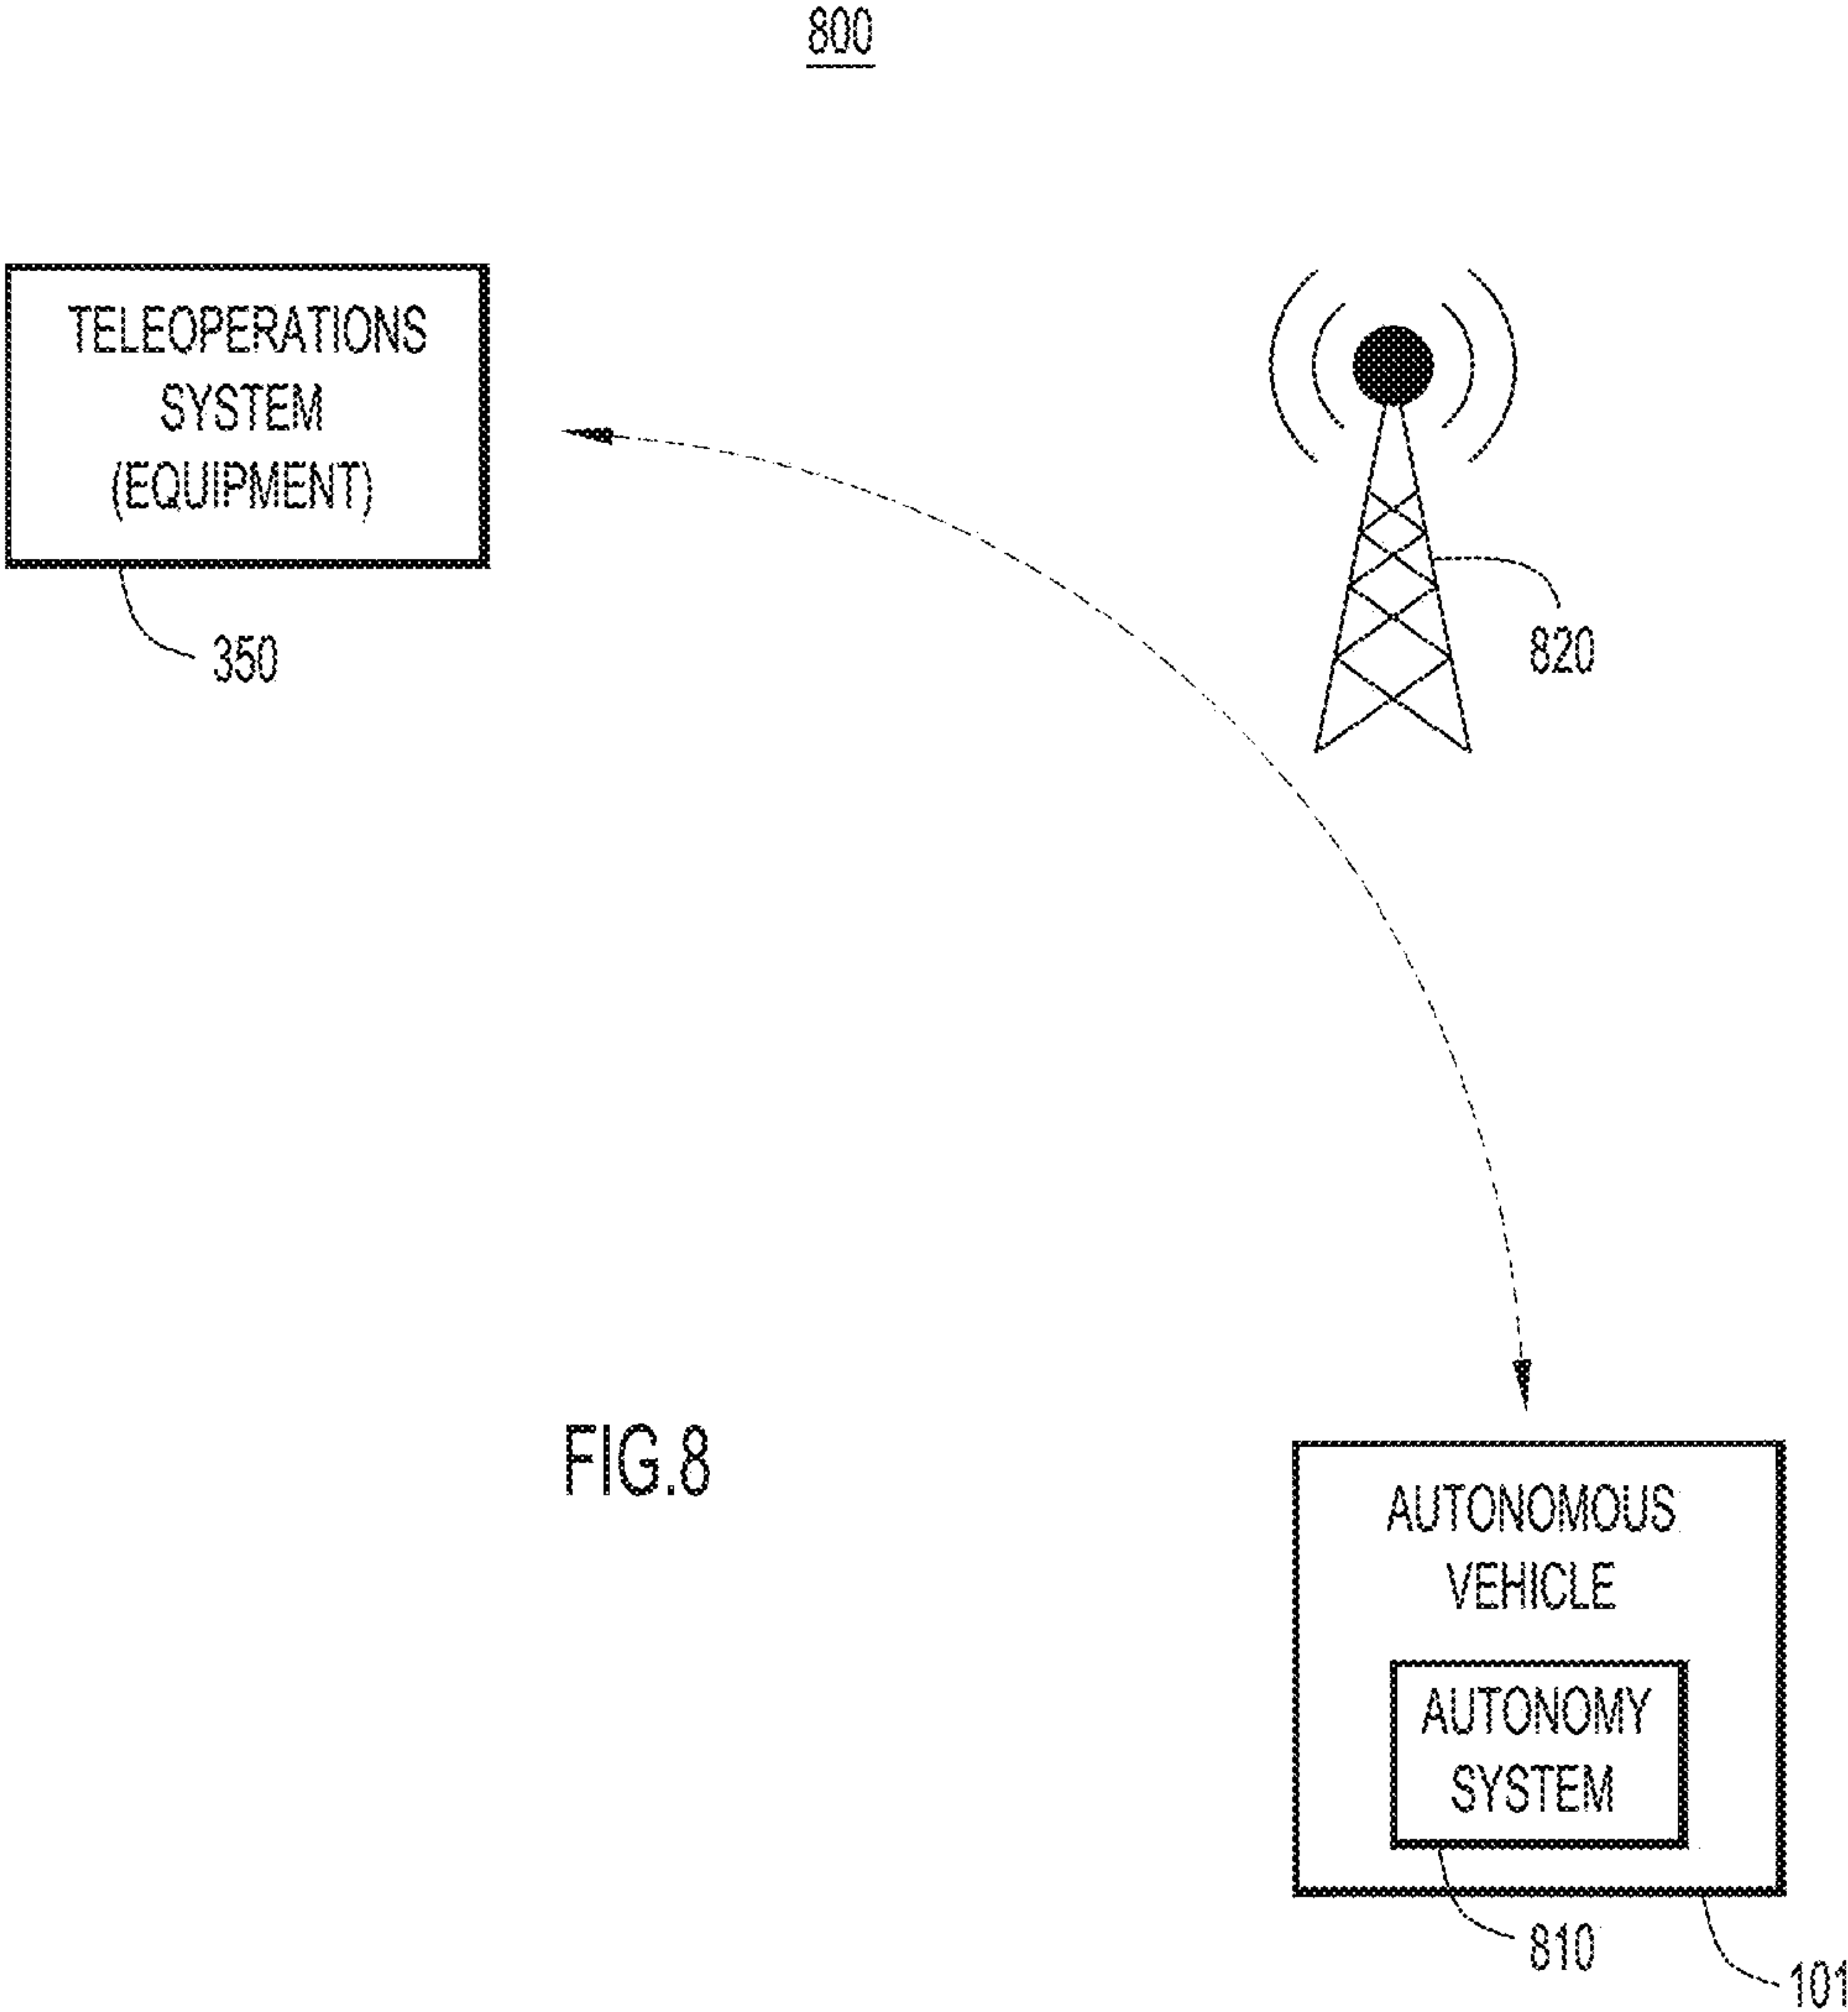 800
TELEOPERATIONS
SYSTEM
(EQUIPMENT)
350
820
FIG.8
AUTONOMOUS
VEHICLE
AUTONOMY
SYSTEM
810
101